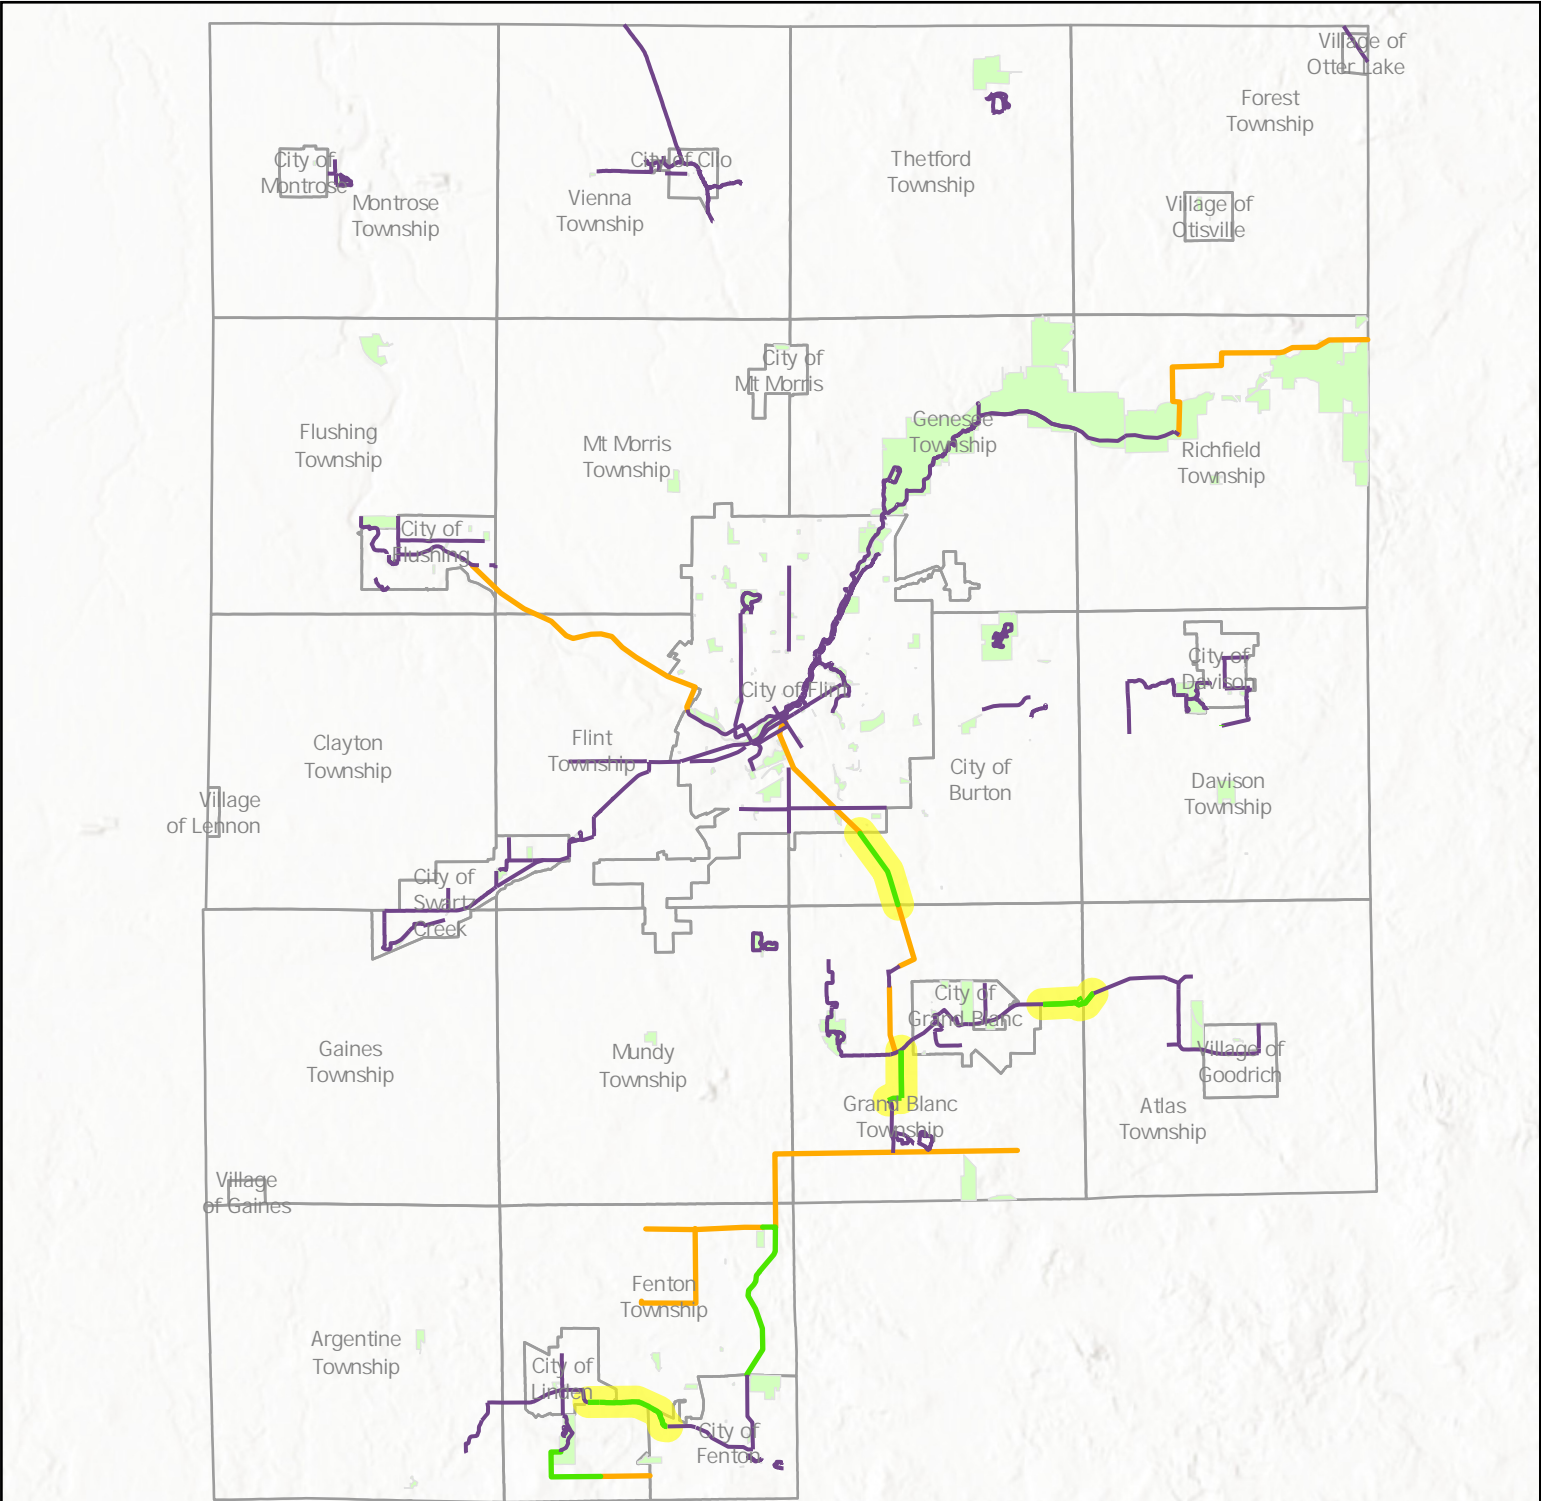 Village of
Otter Lake
Forest
Township
City of
Montrose
Montrose
Township
City of Clio
Vienna
Township
Thetford
Township
Village of
Otisville
City of
Mt Morris
Flushing
Township
Mt Morris
Township
Genesee
Township
Richfield
Township
City of
Flushing
City of Flint
City of
Davison
Clayton
Township
Flint
Township
City of
Burton
Davison
Township
Village
of Lennon
City of
Swartz
Creek
City of
Grand Blanc
Gaines
Township
Mundy
Township
Village of
Goodrich
Grand Blanc
Township
Atlas
Township
Village
of Gaines
Fenton
Township
Argentine
Township
City of
Linden
City of
Fenton